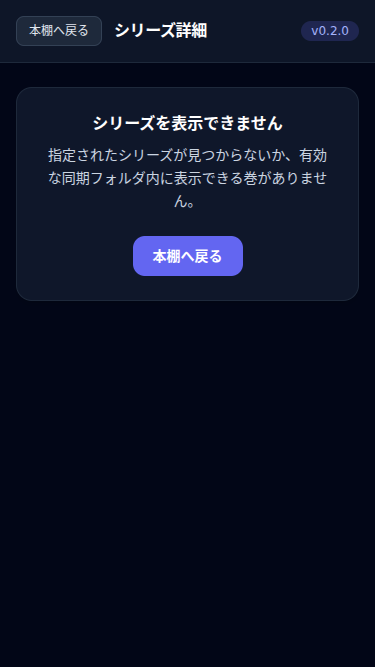 本棚へ戻る
シリーズ詳細
v0.2.0
シリーズを表示できません
指定されたシリーズが見つからないか、有効
な同期フォルダ内に表示できる巻がありませ
ん。
本棚へ戻る